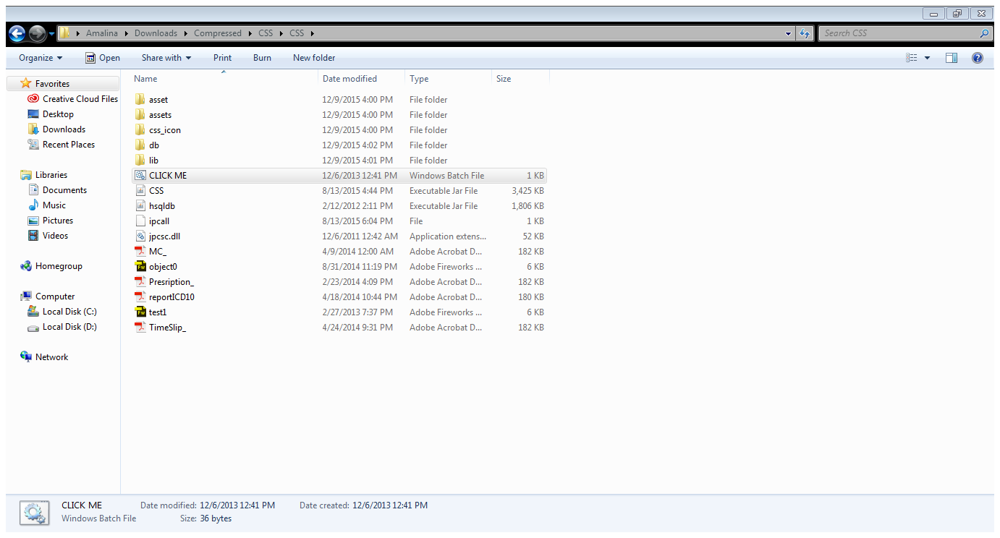 Amalina Downloads Compressed CSS CSS Search CSS
Organize Open Share with Print Burn New folder
Favorites
Creative Cloud Files
Desktop
Downloads
Recent Places
Libraries
Documents
Music
Pictures
Videos
Homegroup
Computer
Local Disk (C:)
Local Disk (D:)
Network
Name Date modified Type Size
asset 12/9/2015 4:00 PM File folder
assets 12/9/2015 4:00 PM File folder
css_icon 12/9/2015 4:00 PM File folder
db 12/9/2015 4:02 PM File folder
lib 12/9/2015 4:01 PM File folder
CLICK ME 12/6/2013 12:41 PM Windows Batch File 1 KB
CSS 8/13/2015 4:44 PM Executable Jar File 3,425 KB
hsqldb 2/12/2012 2:11 PM Executable Jar File 1,806 KB
ipcall 8/13/2015 6:04 PM File 1 KB
jpcsc.dll 12/6/2011 12:42 AM Application extens... 52 KB
MC_ 4/9/2014 12:00 AM Adobe Acrobat D... 182 KB
Fw object0 8/31/2014 11:19 PM Adobe Fireworks ... 6 KB
Presription_ 2/23/2014 4:09 PM Adobe Acrobat D... 182 KB
reportICD10 4/18/2014 10:44 PM Adobe Acrobat D... 180 KB
Fw test1 2/27/2013 7:37 PM Adobe Fireworks ... 6 KB
TimeSlip_ 4/24/2014 9:31 PM Adobe Acrobat D... 182 KB
CLICK ME Date modified: 12/6/2013 12:41 PM Date created: 12/6/2013 12:41 PM
Windows Batch File Size: 36 bytes